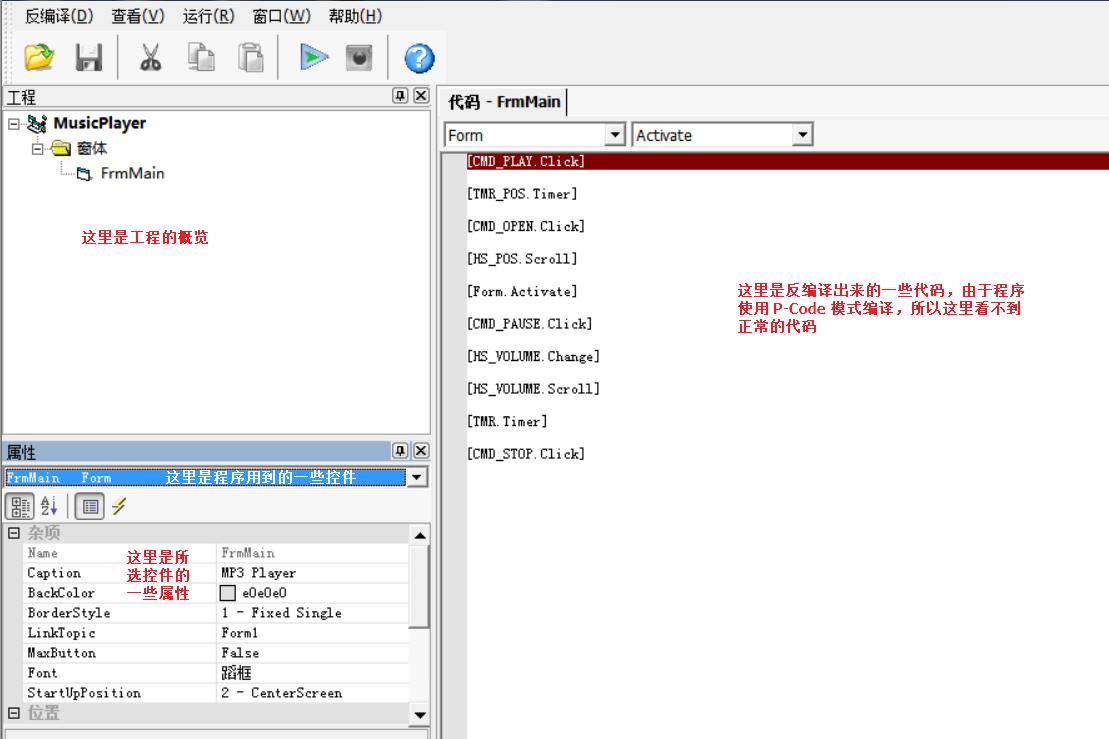 反编译(D) 查看(V) 运行(R) 窗口(W) 帮助(H)
工程
MusicPlayer
窗体
FrmMain
这里是工程的概览
属性
FrmMain Form 这里是程序用到的一些控件
杂项
Name FrmMain
Caption MP3 Player
BackColor e0e0e0
BorderStyle 1 - Fixed Single
LinkTopic Form1
MaxButton False
Font 蹈框
StartUpPosition 2 - CenterScreen
位置
这里是所
选控件的
一些属性
代码 - FrmMain
Form Activate
[CMD_PLAY.Click]
[TMR_POS.Timer]
[CMD_OPEN.Click]
[HS_POS.Scroll]
[Form.Activate]
[CMD_PAUSE.Click]
[HS_VOLUME.Change]
[HS_VOLUME.Scroll]
[TMR.Timer]
[CMD_STOP.Click]
这里是反编译出来的一些代码，由于程序
使用 P-Code 模式编译，所以这里看不到
正常的代码